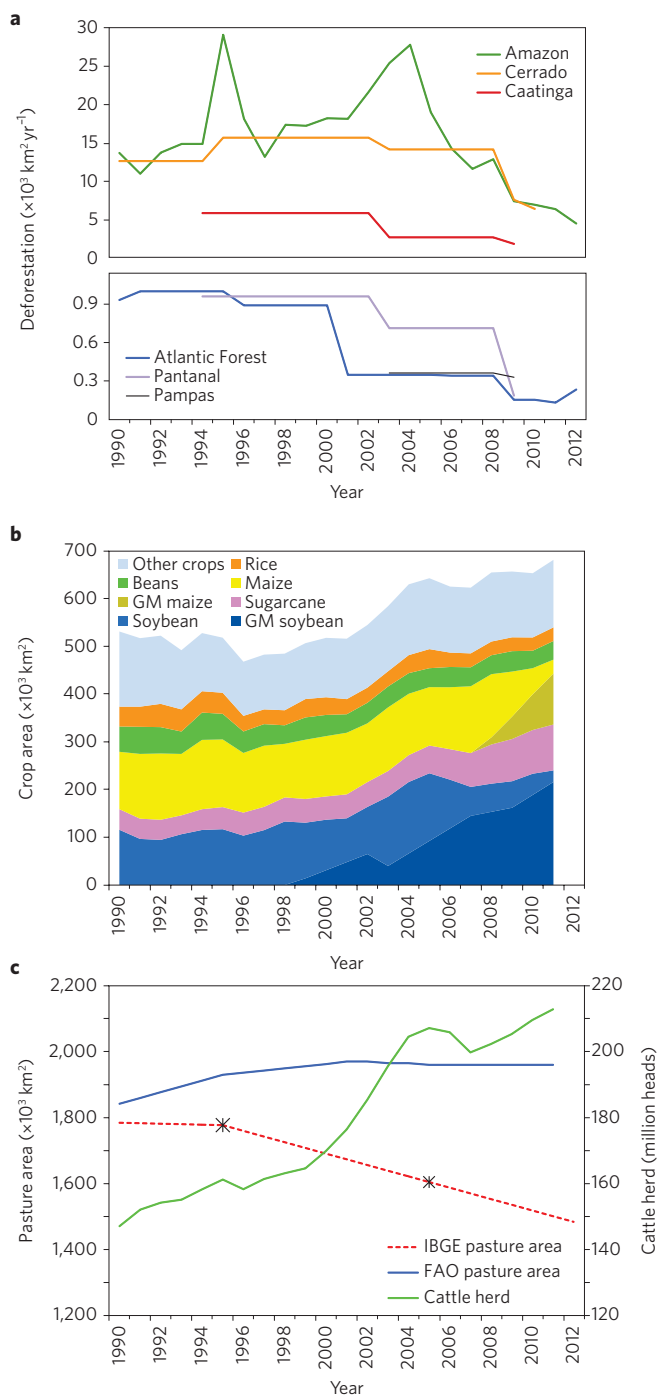 a
30
25
20
15
10
5
0
Amazon
Cerrado
Caatinga
Deforestation (×10³ km² yr⁻¹)
0.9
0.6
0.3
0
Atlantic Forest
Pantanal
Pampas
1990 1992 1994 1996 1998 2000 2002 2004 2006 2008 2010 2012
Year
b
700
600
500
400
300
200
100
0
Other crops Rice
Beans Maize
GM maize Sugarcane
Soybean GM soybean
Crop area (×10³ km²)
1990 1992 1994 1996 1998 2000 2002 2004 2006 2008 2010 2012
Year
c
2,200
2,000
1,800
1,600
1,400
1,200
Pasture area (×10³ km²)
220
200
180
160
140
120
Cattle herd (million heads)
IBGE pasture area
FAO pasture area
Cattle herd
1990 1992 1994 1996 1998 2000 2002 2004 2006 2008 2010 2012
Year